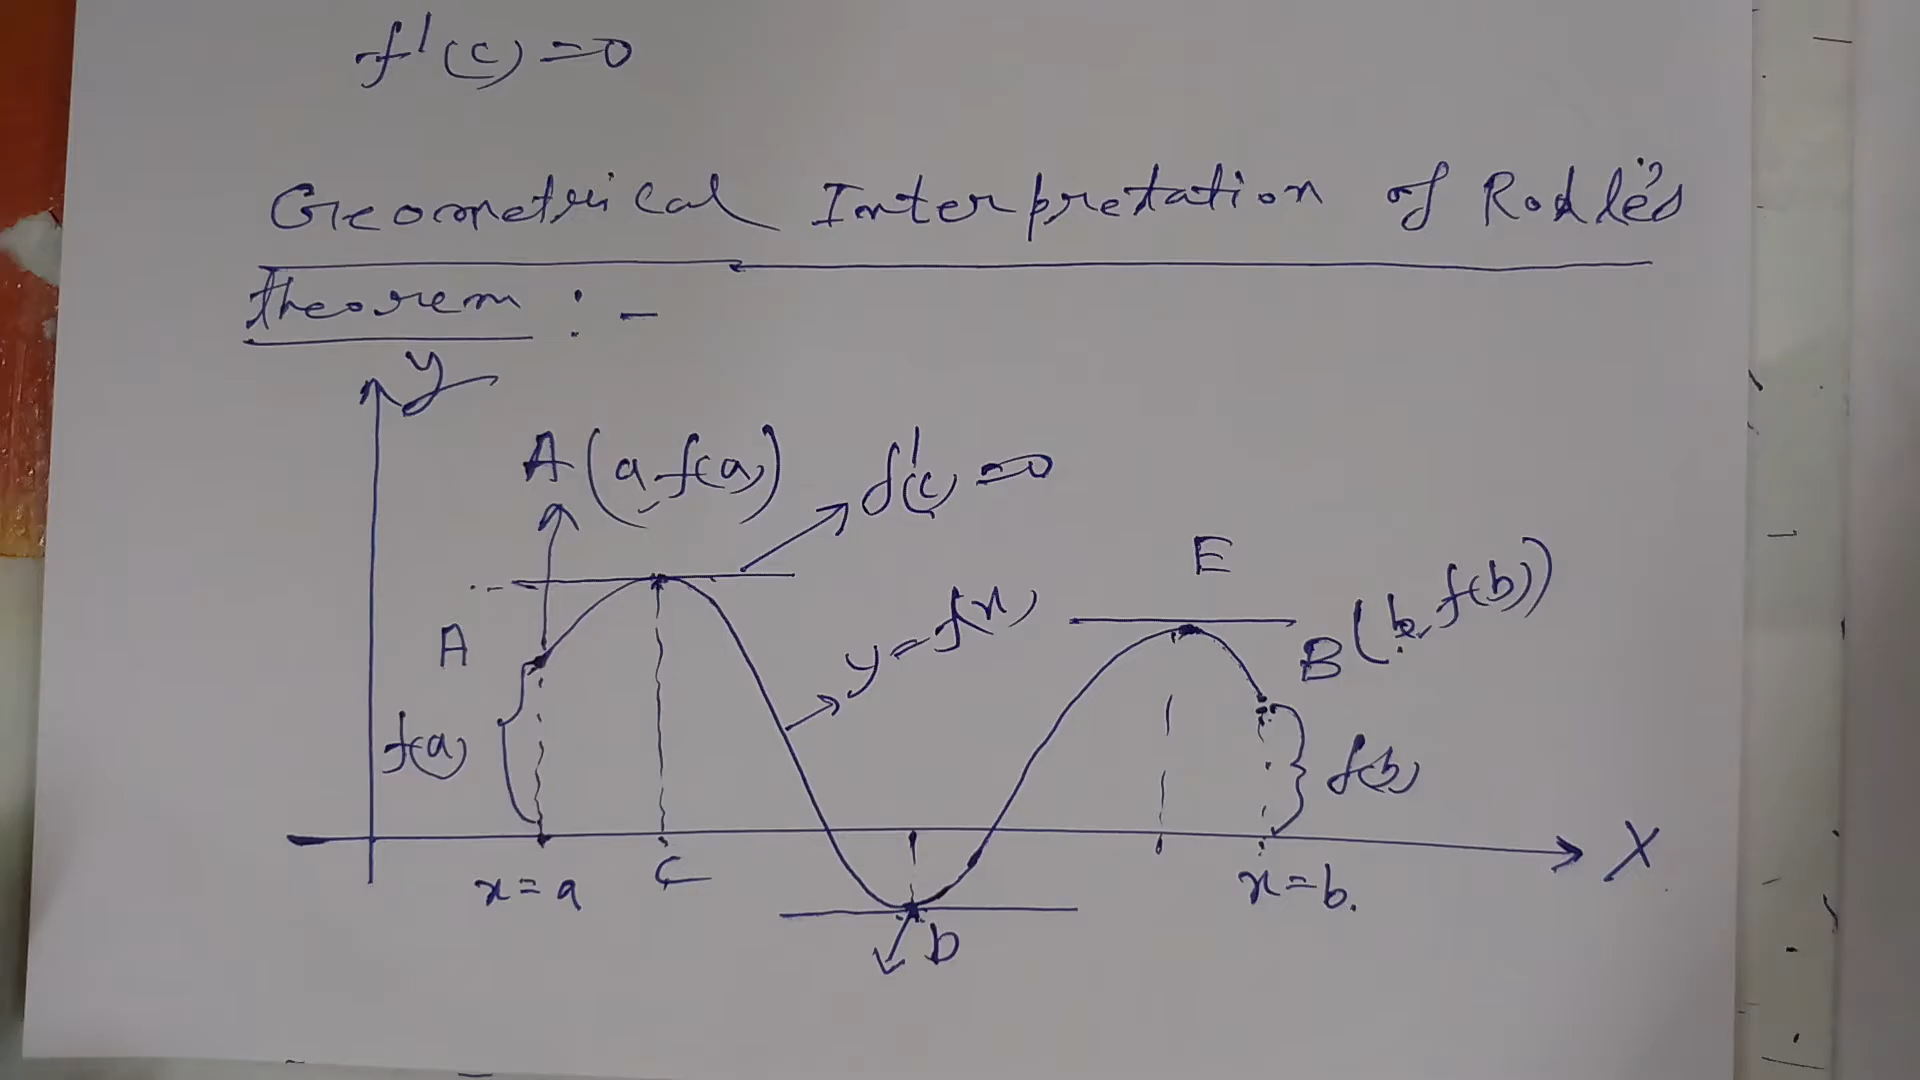 f'(c)=0
Geometrical Interpretation of Rolle's
theorem :-
y
A(a, f(a))
f'(c)=0
E
B(b, f(b))
A
y=f(x)
f(a)
f(b)
x=a
c
x=b.
X
D